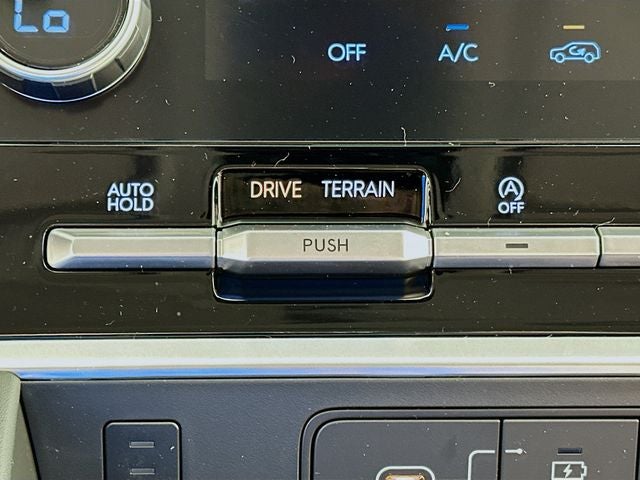 Lo
OFF
A/C
AUTO
HOLD
DRIVE TERRAIN
A
OFF
PUSH